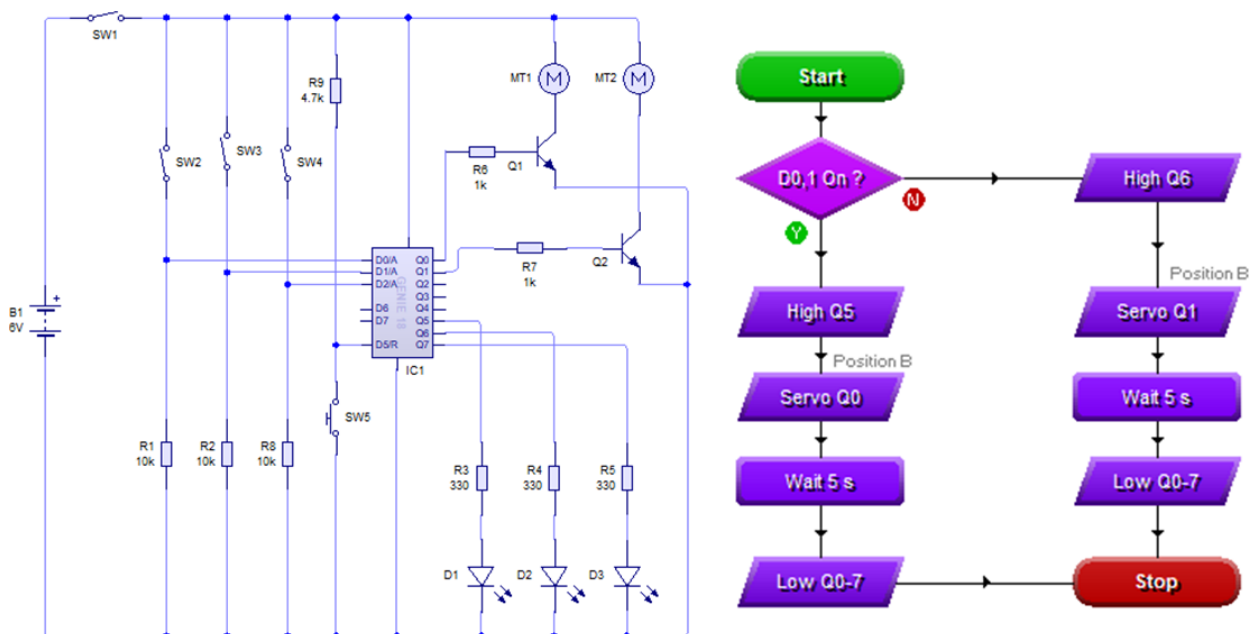 SW1
R9
4.7k
MT1
M
MT2
M
SW2
SW3
SW4
R6
1k
Q1
R7
1k
Q2
B1
6V
+
D0/A
D1/A
D2/A
D6
D7
D5/R
GENIE 18
Q0
Q1
Q2
Q3
Q4
Q5
Q6
Q7
IC1
SW5
R1
10k
R2
10k
R8
10k
R3
330
R4
330
R5
330
D1
D2
D3
Start
D0,1 On ?
N
Y
High Q6
High Q5
Position B
Servo Q1
Position B
Servo Q0
Wait 5 s
Wait 5 s
Low Q0-7
Low Q0-7
Stop